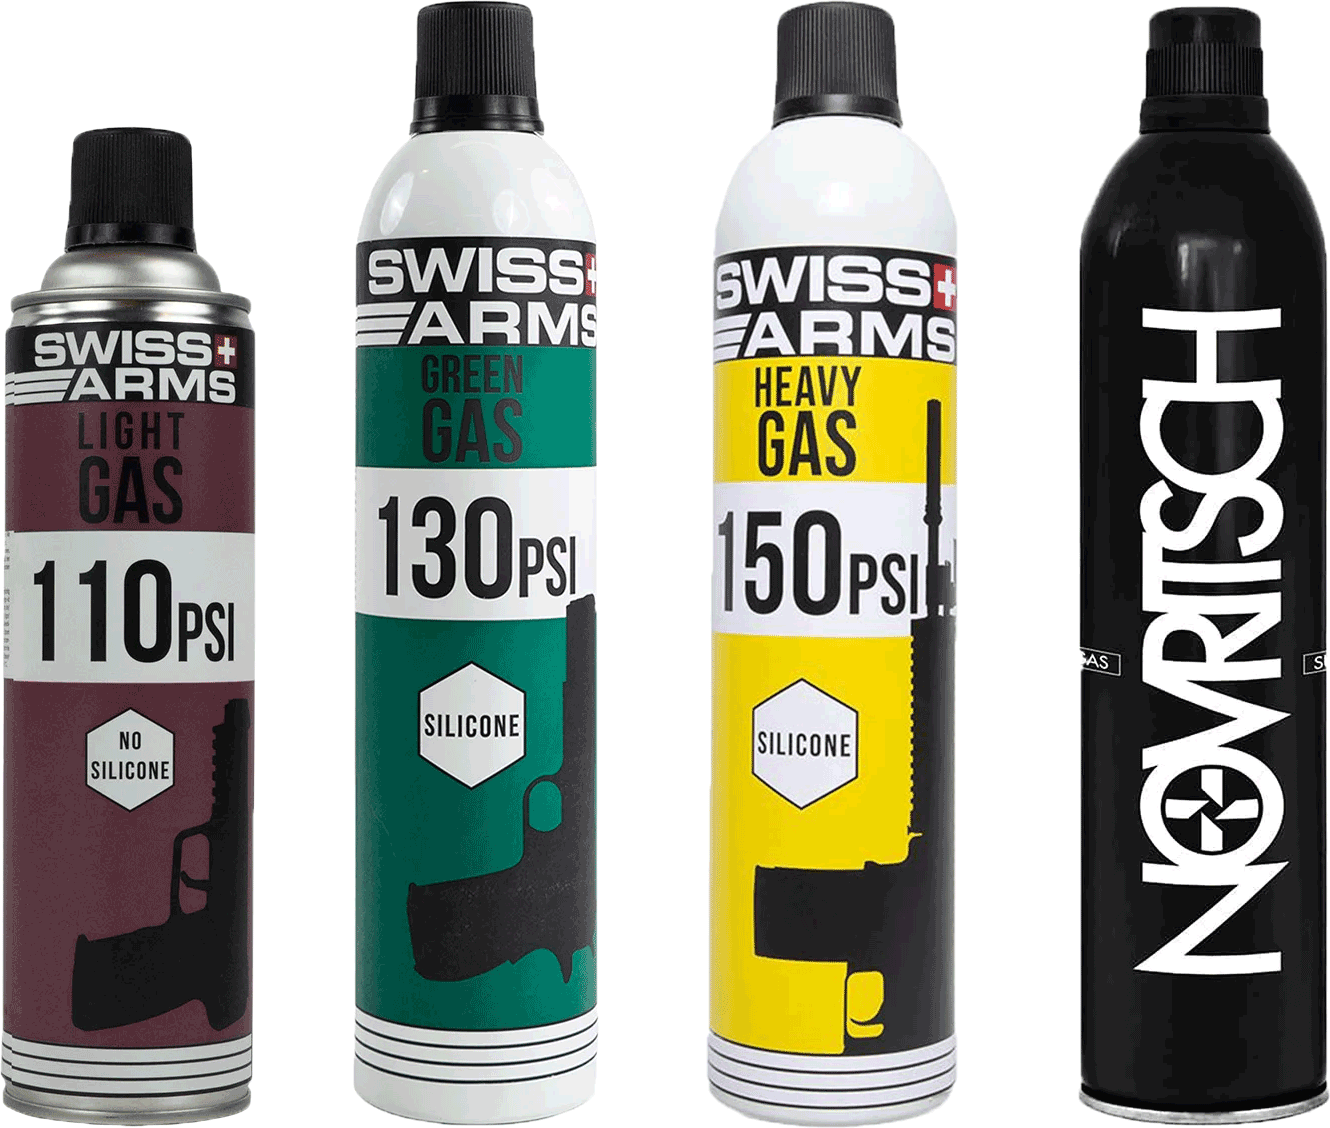 SWISS
ARMS
LIGHT
GAS
110PSI
NO
SILICONE
SWISS
ARMS
GREEN
GAS
130PSI
SILICONE
SWISS
ARMS
HEAVY
GAS
150PSI
SILICONE
NOVRITSCH
GAS